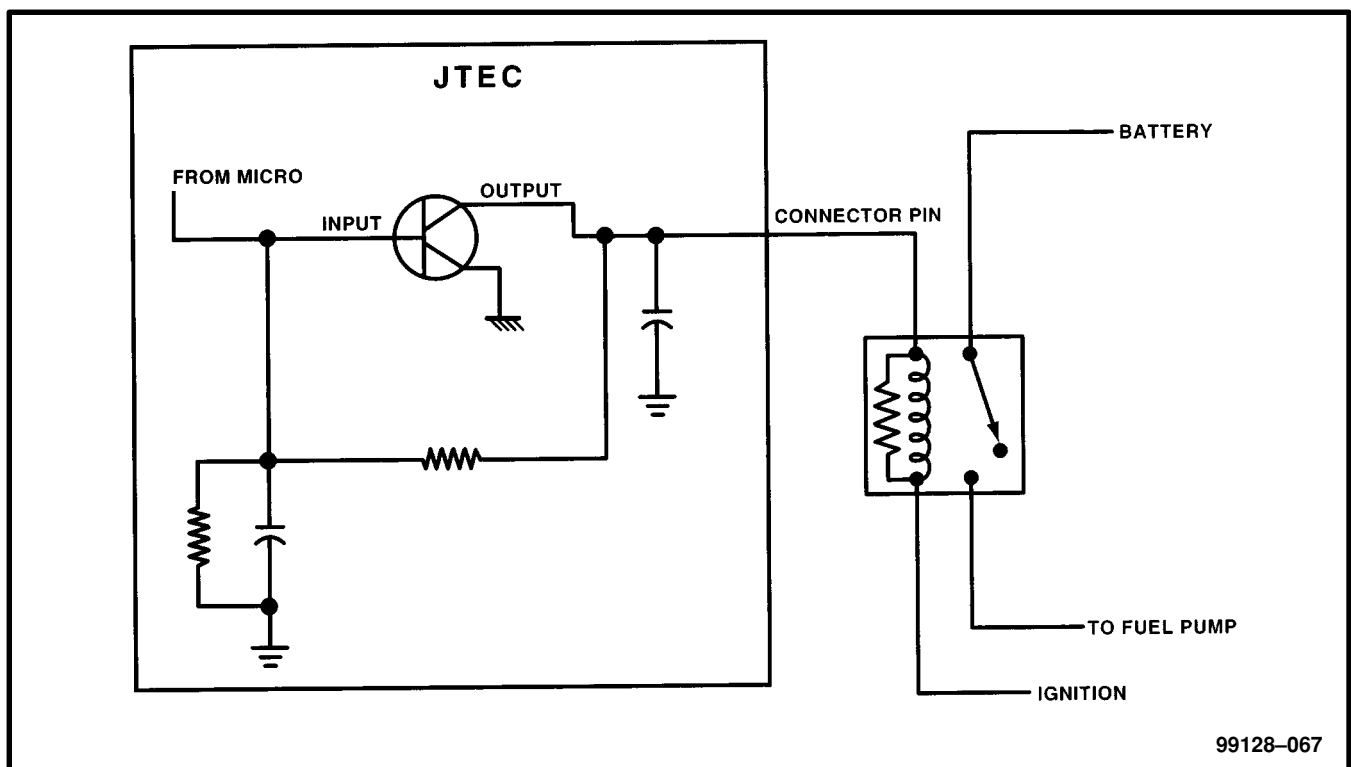 JTEC
FROM MICRO
INPUT
OUTPUT
CONNECTOR PIN
BATTERY
TO FUEL PUMP
IGNITION
99128–067